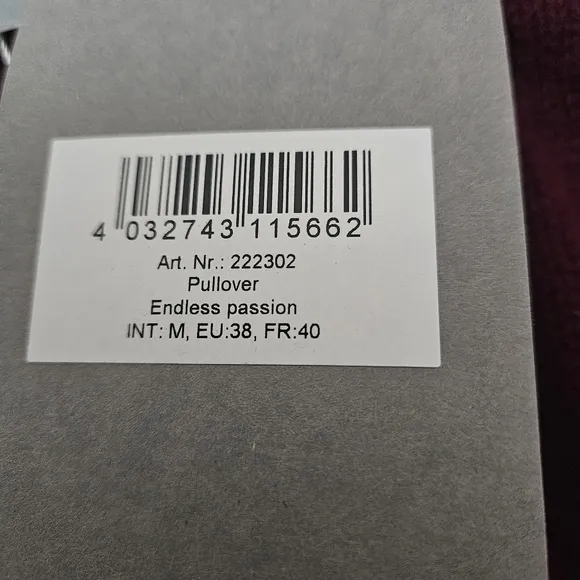 4 032743 115662
Art. Nr.: 222302
Pullover
Endless passion
INT: M, EU:38, FR:40